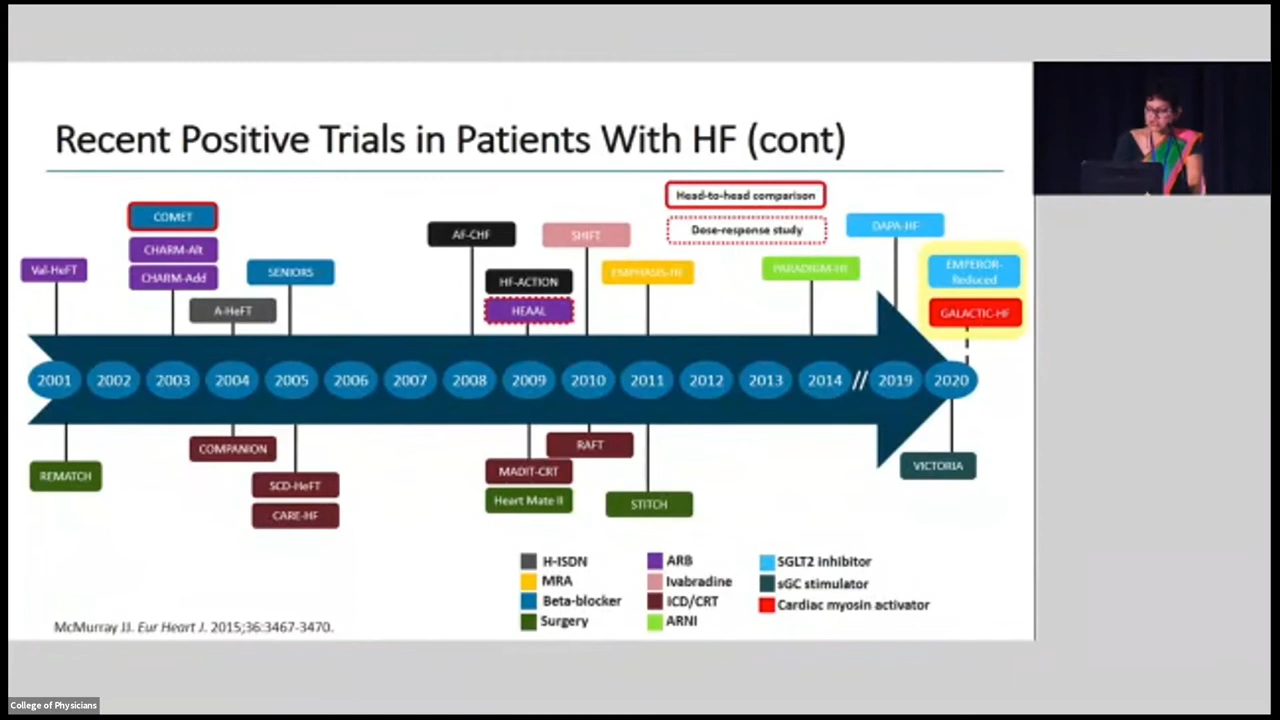 Recent Positive Trials in Patients With HF (cont)
Head-to-head comparison
Dose-response study
COMET
CHARM-Alt
CHARM-Add
Val-HeFT
A-HeFT
SENIORS
AF-CHF
HF-ACTION
HEAAL
SHIFT
EMPHASIS-HF
PARADIGM-HF
DAPA-HF
EMPEROR-
Reduced
GALACTIC-HF
2001 2002 2003 2004 2005 2006 2007 2008 2009 2010 2011 2012 2013 2014 // 2019 2020
REMATCH
COMPANION
SCD-HeFT
CARE-HF
RAFT
MADIT-CRT
Heart Mate II
STITCH
VICTORIA
H-ISDN
MRA
Beta-blocker
Surgery
ARB
Ivabradine
ICD/CRT
ARNI
SGLT2 inhibitor
sGC stimulator
Cardiac myosin activator
McMurray JJ. Eur Heart J. 2015;36:3467-3470.
College of Physicians